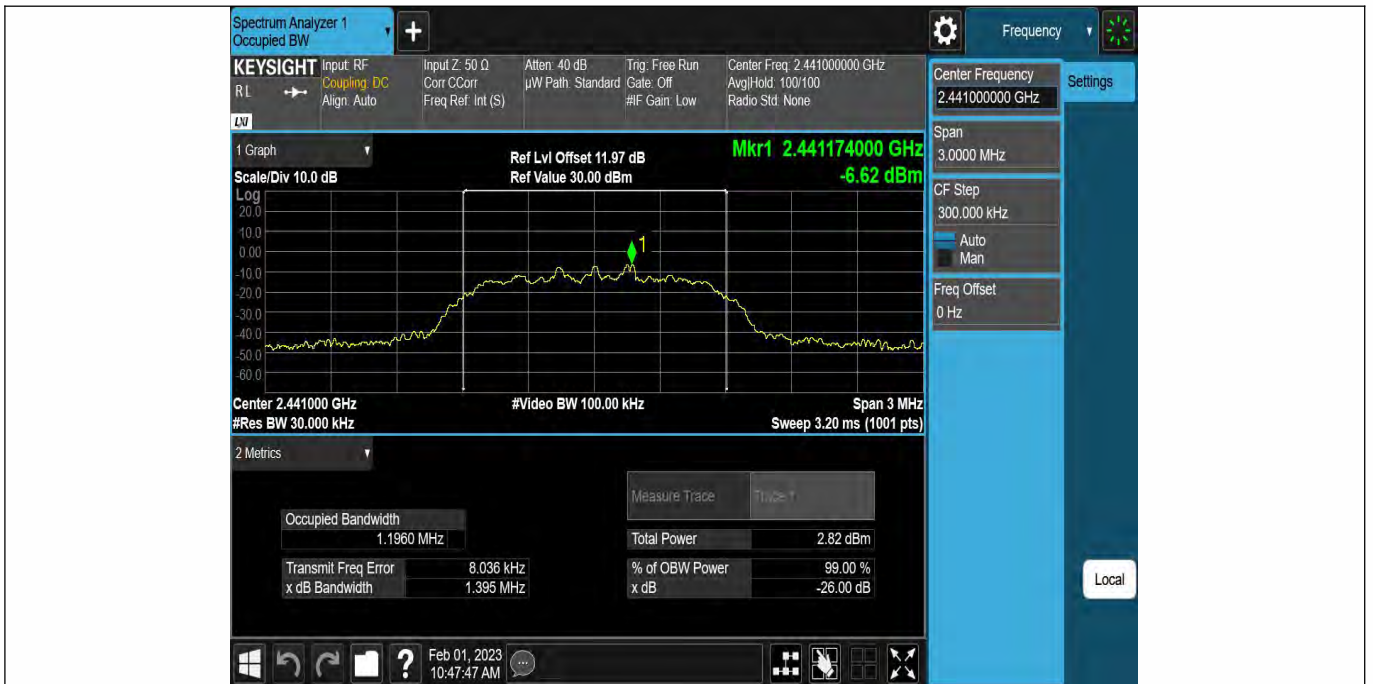 Spectrum Analyzer 1
Occupied BW
+
Frequency
KEYSIGHT
R L
LXI
Input: RF
Coupling: DC
Align: Auto
Input Z: 50 Ω
Corr CCorr
Freq Ref: Int (S)
Atten: 40 dB
µW Path: Standard
Trig: Free Run
Gate: Off
#IF Gain: Low
Center Freq: 2.441000000 GHz
Avg|Hold: 100/100
Radio Std: None
Center Frequency
2.441000000 GHz
Settings
Span
3.0000 MHz
CF Step
300.000 kHz
Auto
Man
Freq Offset
0 Hz
Local
1 Graph
Scale/Div 10.0 dB
Ref Lvl Offset 11.97 dB
Ref Value 30.00 dBm
Mkr1 2.441174000 GHz
-6.62 dBm
Log
20.0
10.0
0.00
-10.0
-20.0
-30.0
-40.0
-50.0
-60.0
1
Center 2.441000 GHz
#Res BW 30.000 kHz
#Video BW 100.00 kHz
Span 3 MHz
Sweep 3.20 ms (1001 pts)
2 Metrics
Measure Trace
Trace 1
Occupied Bandwidth
1.1960 MHz
Total Power 2.82 dBm
Transmit Freq Error 8.036 kHz
% of OBW Power 99.00 %
x dB Bandwidth 1.395 MHz
x dB -26.00 dB
?
Feb 01, 2023
10:47:47 AM